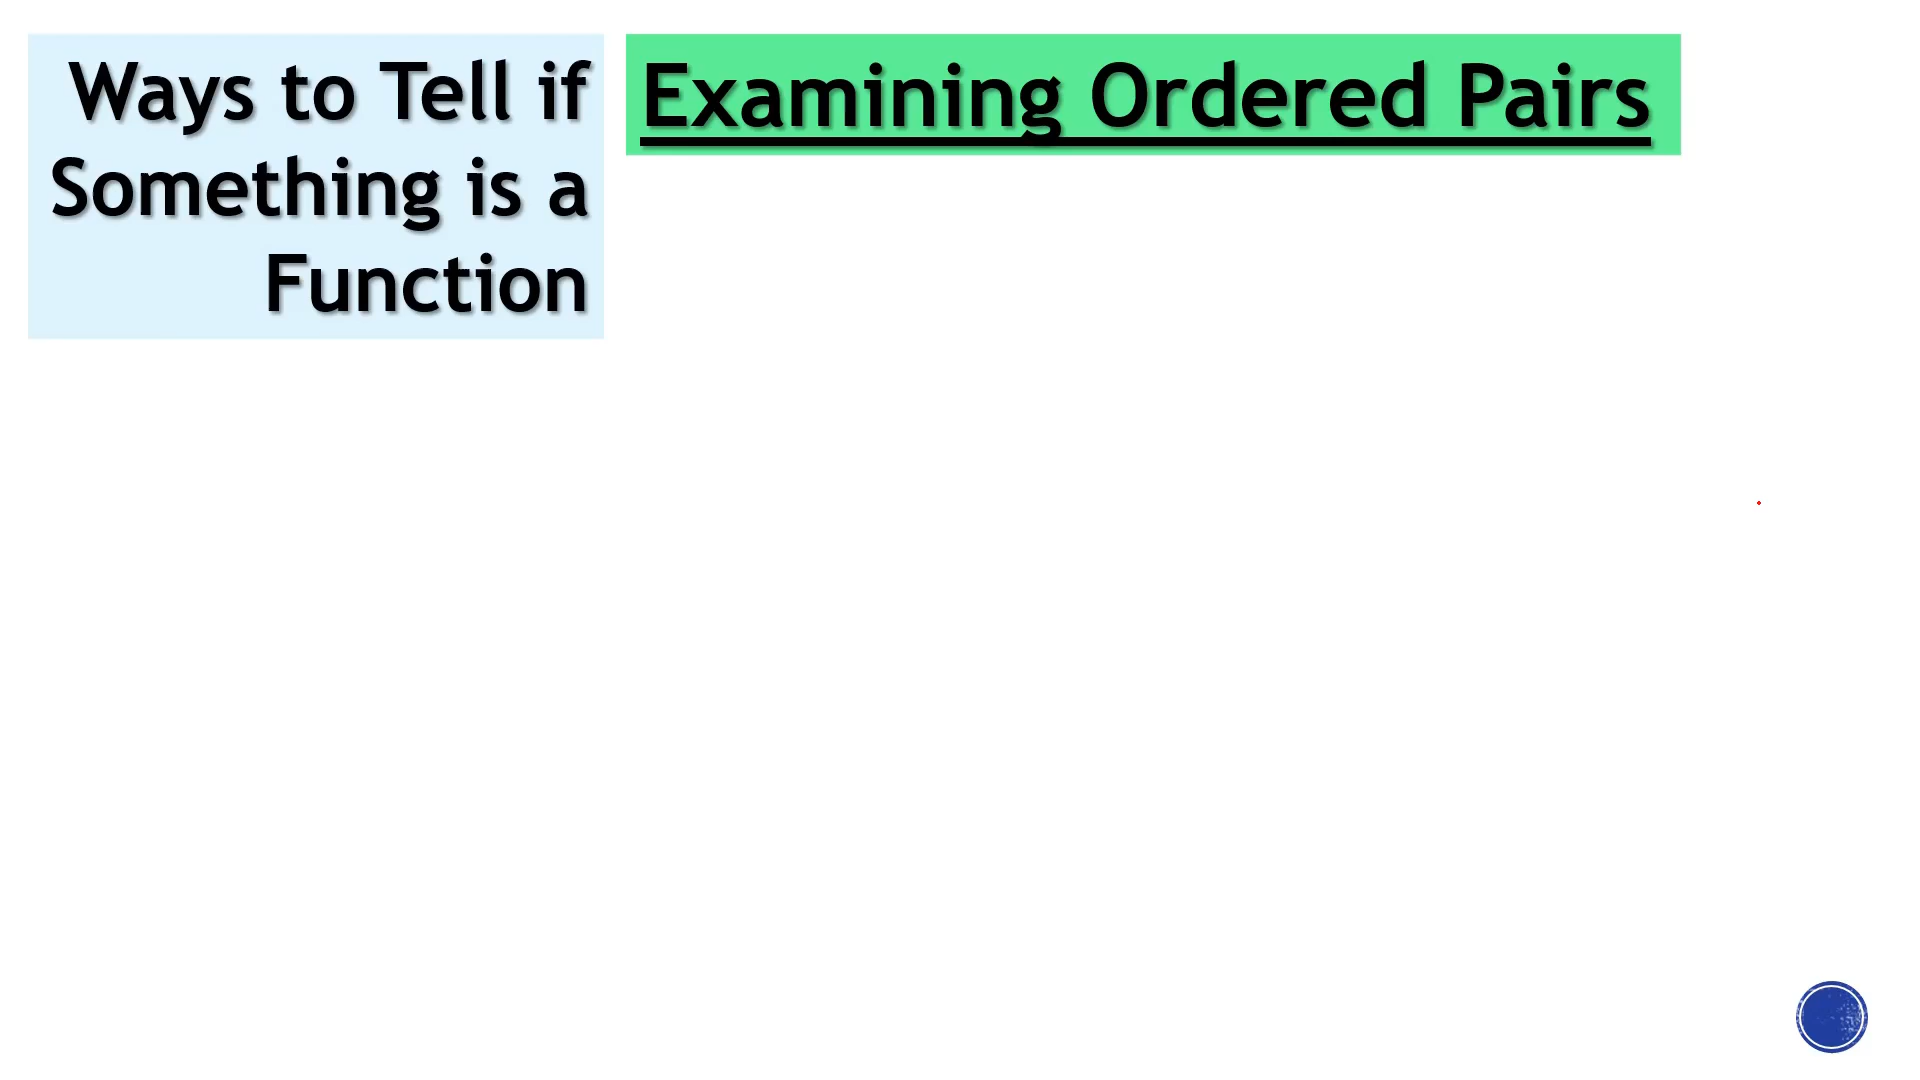 Ways to Tell if
Something is a
Function
Examining Ordered Pairs